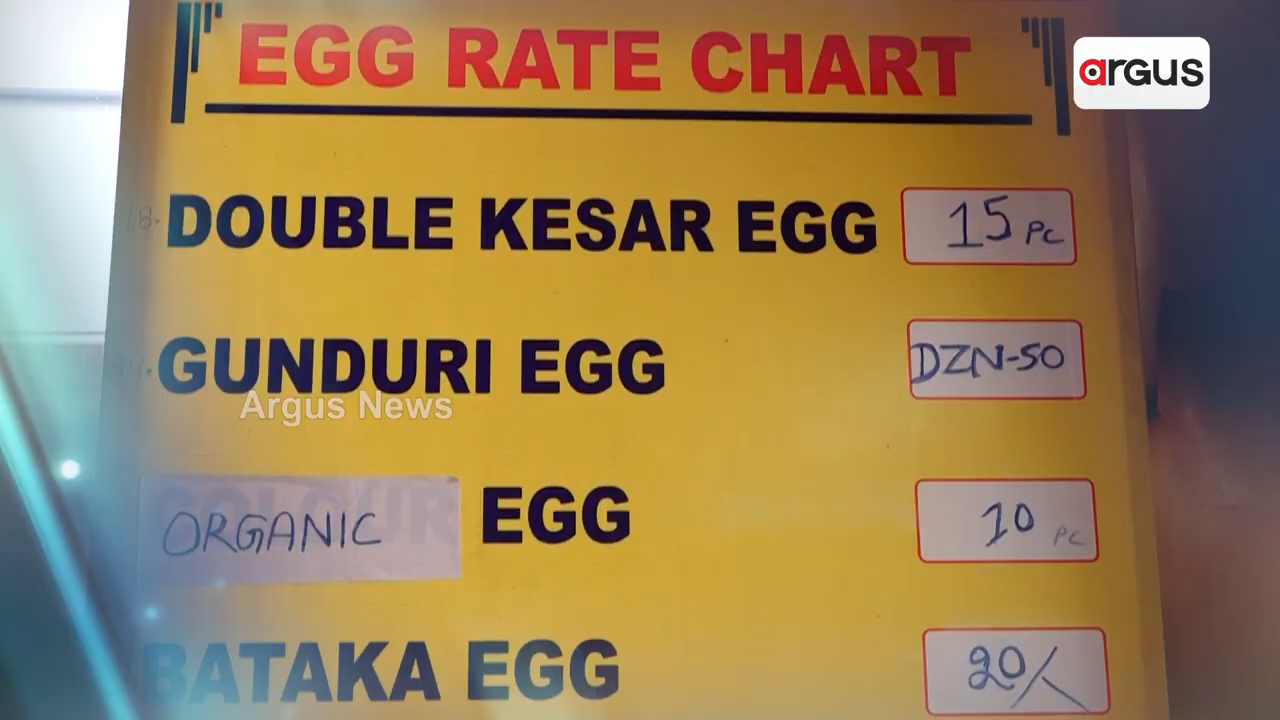 EGG RATE CHART
argus
DOUBLE KESAR EGG 15 PC
GUNDURI EGG DZN-50
Argus News
ORGANIC EGG 10 PC
BATAKA EGG 20/